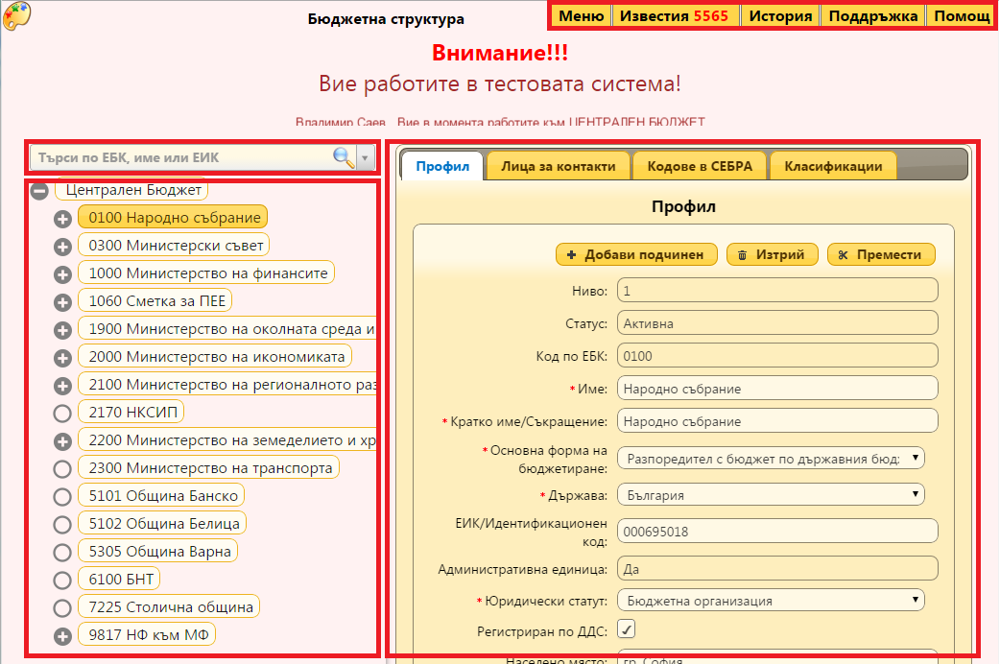 Бюджетна структура
Меню Известия 5565 История Поддръжка Помощ
Внимание!!!
Вие работите в тестовата система!
Владимир Саев Вие в момента работите към ЦЕНТРАЛЕН БЮДЖЕТ
Търси по ЕБК, име или ЕИК
Централен Бюджет
0100 Народно събрание
0300 Министерски съвет
1000 Министерство на финансите
1060 Сметка за ПЕЕ
1900 Министерство на околната среда и
2000 Министерство на икономиката
2100 Министерство на регионалното раз
2170 НКСИП
2200 Министерство на земеделието и хр
2300 Министерство на транспорта
5101 Община Банско
5102 Община Белица
5305 Община Варна
6100 БНТ
7225 Столична община
9817 НФ към МФ
Профил Лица за контакти Кодове в СЕБРА Класификации
Профил
Добави подчинен Изтрий Премести
Ниво: 1
Статус: Активна
Код по ЕБК: 0100
* Име: Народно събрание
* Кратко име/Съкращение: Народно събрание
* Основна форма на
бюджетиране: Разпоредител с бюджет по държавния бюд:
* Държава: България
ЕИК/Идентификационен
код: 000695018
Административна единица: Да
* Юридически статут: Бюджетна организация
Регистриран по ДДС:
Населено място: гр. София